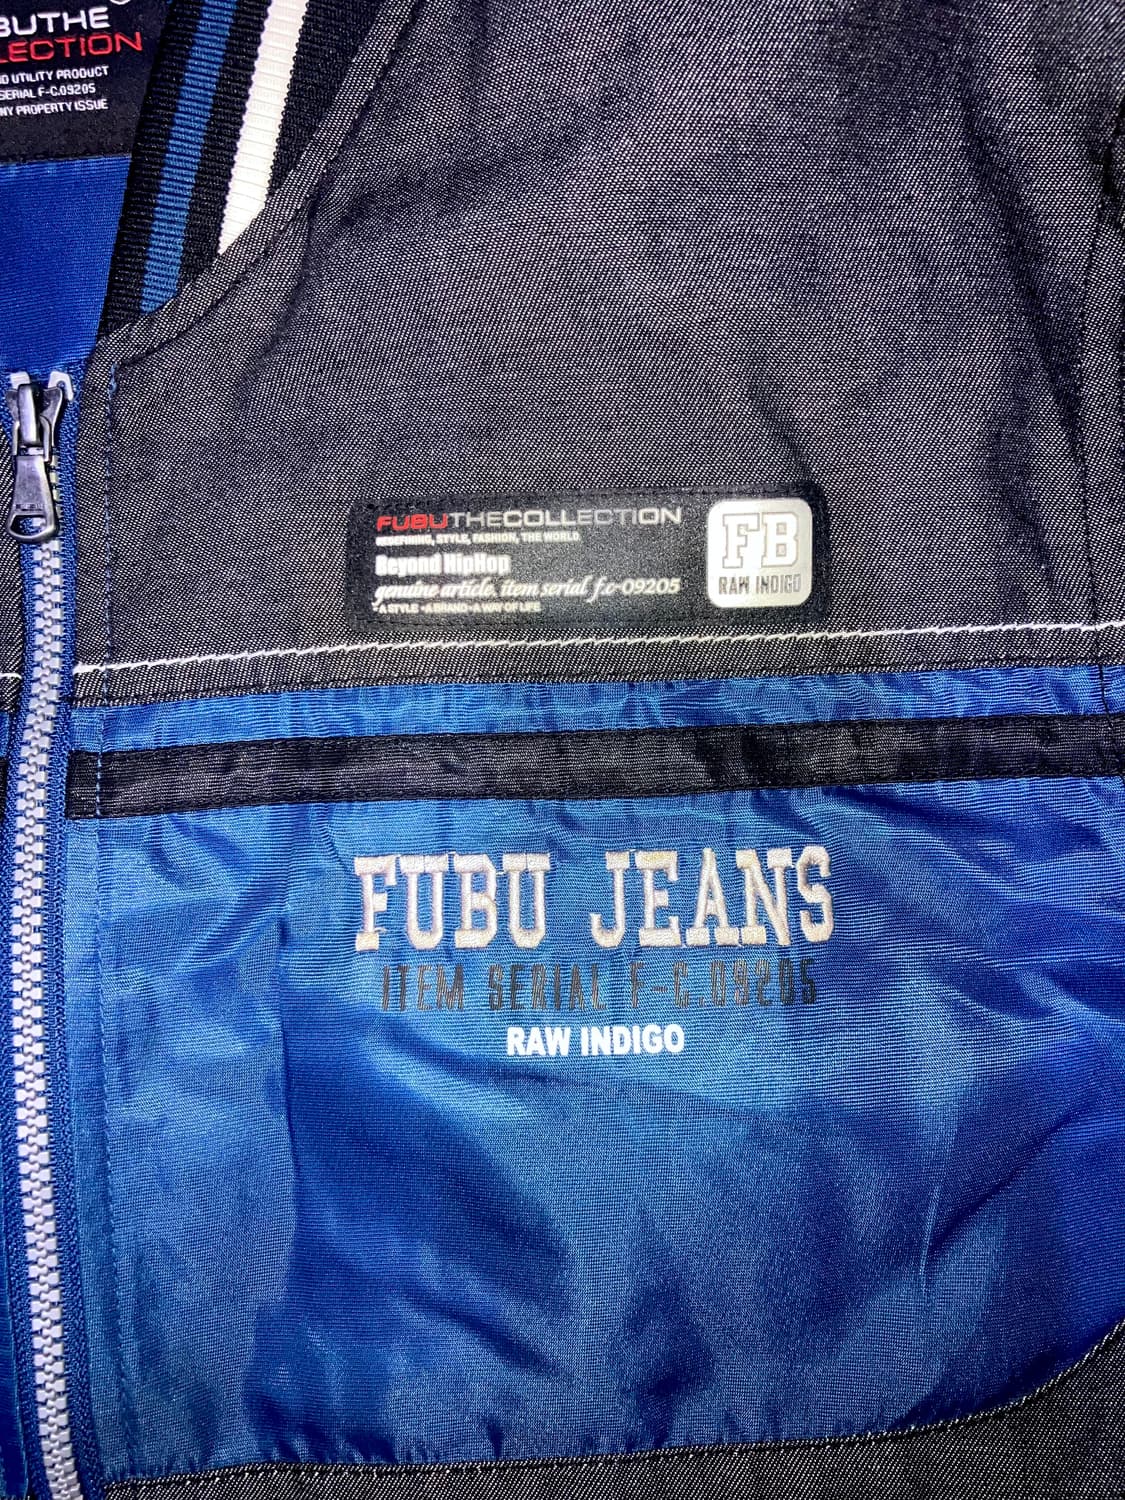 BUTHE
LECTION
D UTILITY PRODUCT
SERIAL F-C.09205
NY PROPERTY ISSUE
FUBUTHECOLLECTION
REDEFINING, STYLE, FASHION, THE WORLD
Beyond HipHop
genuine article. item serial f.c-09205
*A STYLE •A BRAND•A WAY OF LIFE
FB
RAW INDIGO
FUBU JEANS
ITEM SERIAL F-C.09205
RAW INDIGO